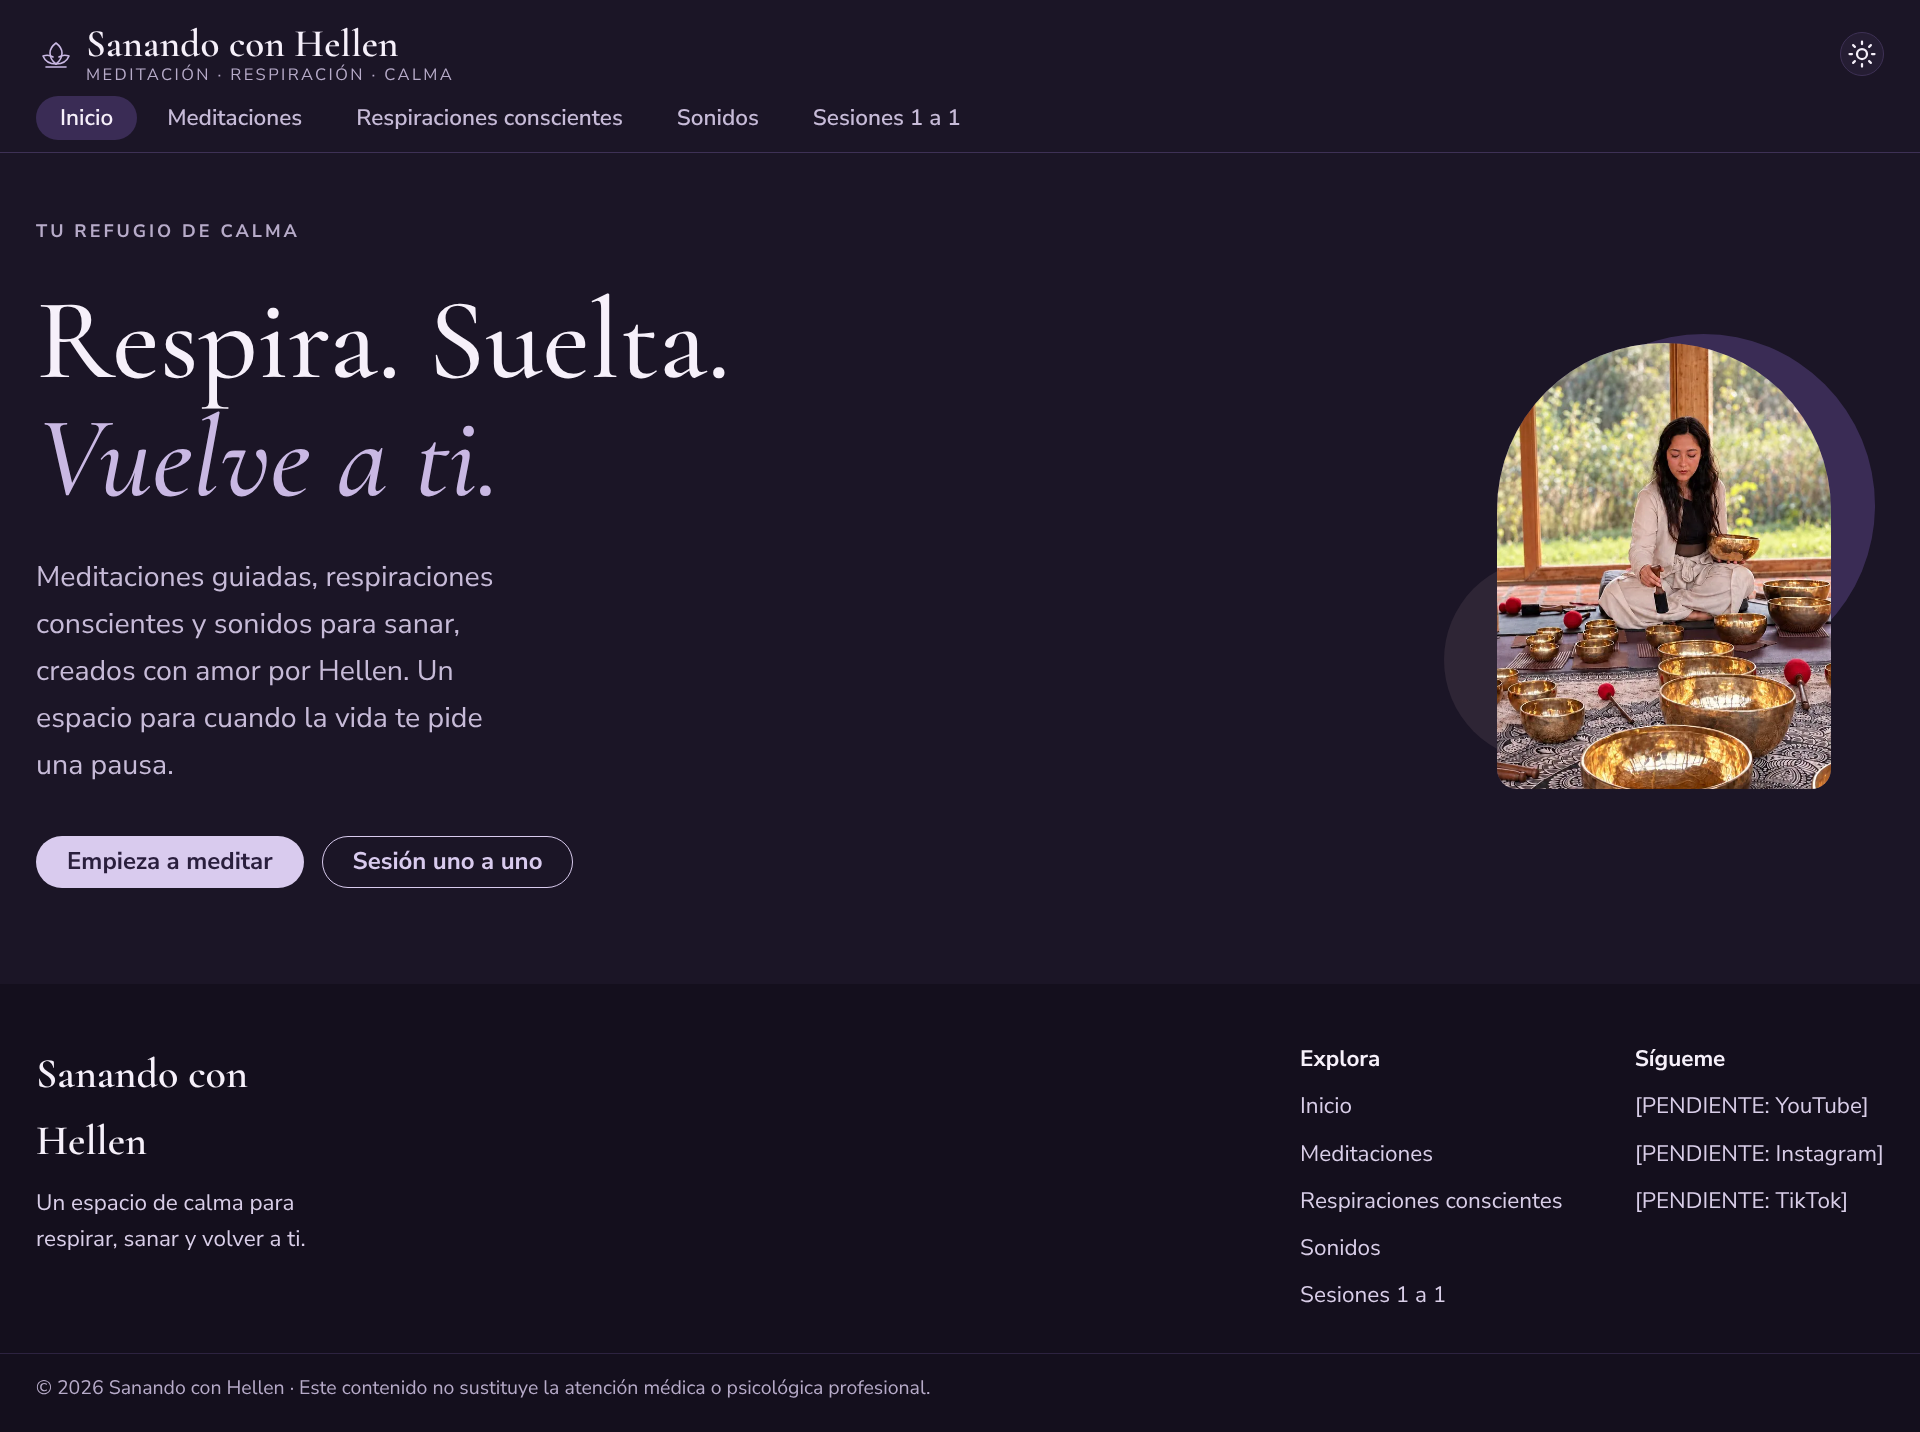 Sanando con Hellen
MEDITACIÓN · RESPIRACIÓN · CALMA
Inicio
Meditaciones
Respiraciones conscientes
Sonidos
Sesiones 1 a 1
TU REFUGIO DE CALMA
Respira. Suelta.
Vuelve a ti.
Meditaciones guiadas, respiraciones
conscientes y sonidos para sanar,
creados con amor por Hellen. Un
espacio para cuando la vida te pide
una pausa.
Empieza a meditar
Sesión uno a uno
Sanando con
Hellen
Un espacio de calma para
respirar, sanar y volver a ti.
Explora
Inicio
Meditaciones
Respiraciones conscientes
Sonidos
Sesiones 1 a 1
Sígueme
[PENDIENTE: YouTube]
[PENDIENTE: Instagram]
[PENDIENTE: TikTok]
© 2026 Sanando con Hellen · Este contenido no sustituye la atención médica o psicológica profesional.